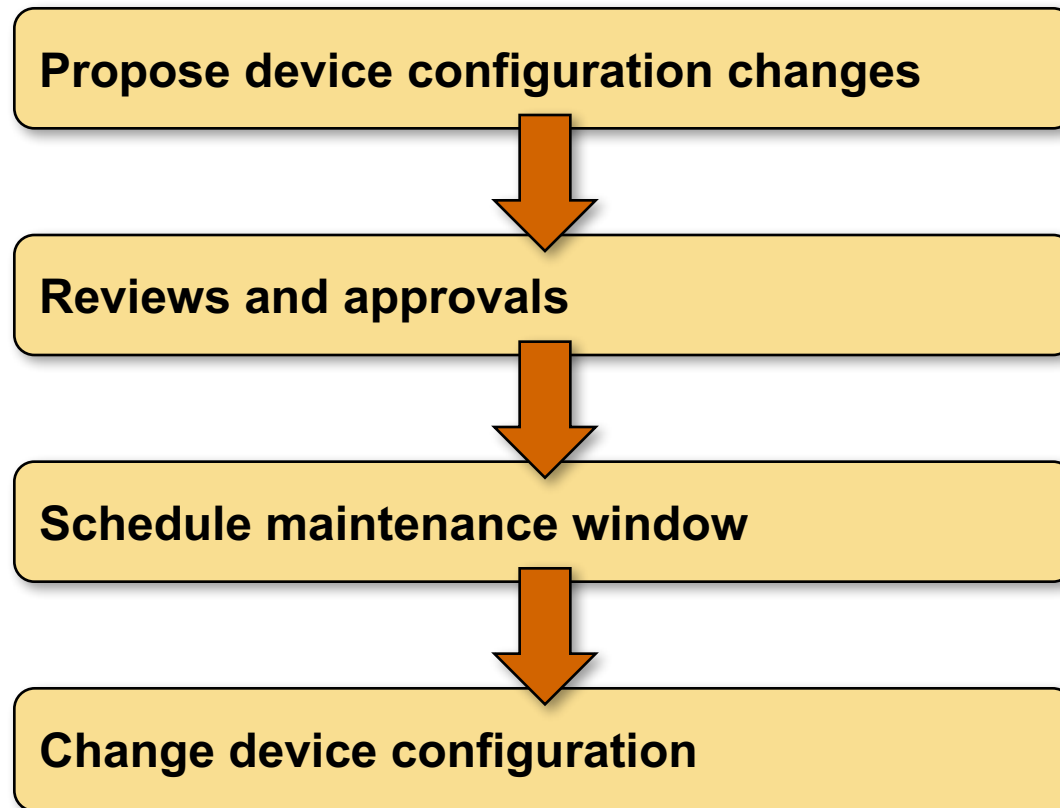 Propose device configuration changes
Reviews and approvals
Schedule maintenance window
Change device configuration